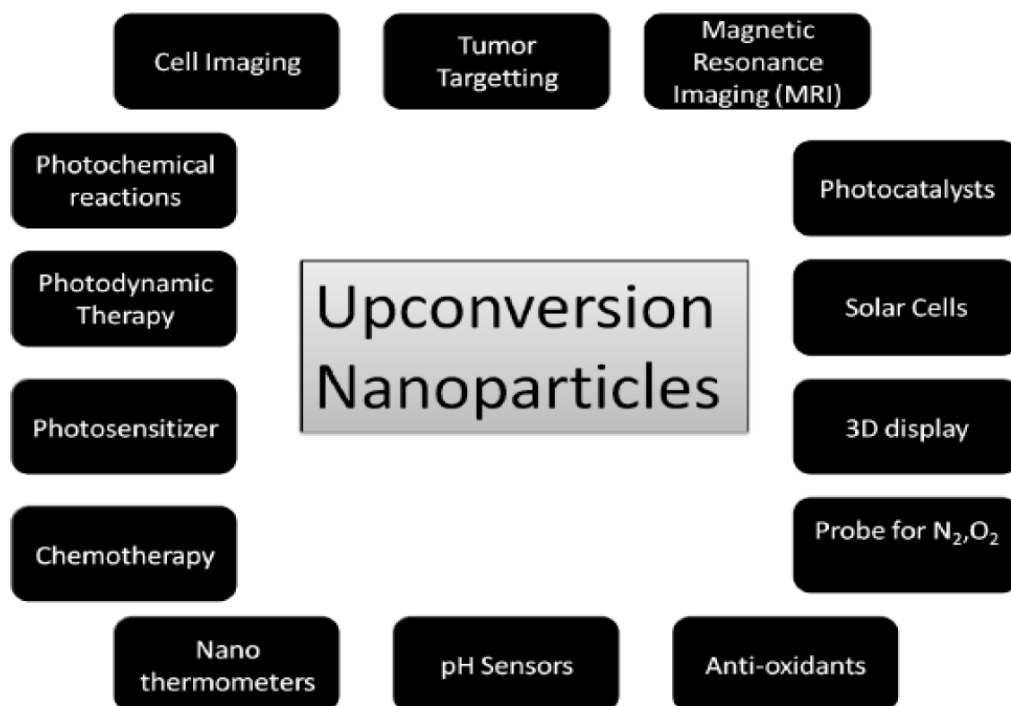 Cell Imaging
Tumor
Targetting
Magnetic
Resonance
Imaging (MRI)
Photochemical
reactions
Photocatalysts
Photodynamic
Therapy
Upconversion
Nanoparticles
Solar Cells
Photosensitizer
3D display
Chemotherapy
Probe for N₂,O₂
Nano
thermometers
pH Sensors
Anti-oxidants